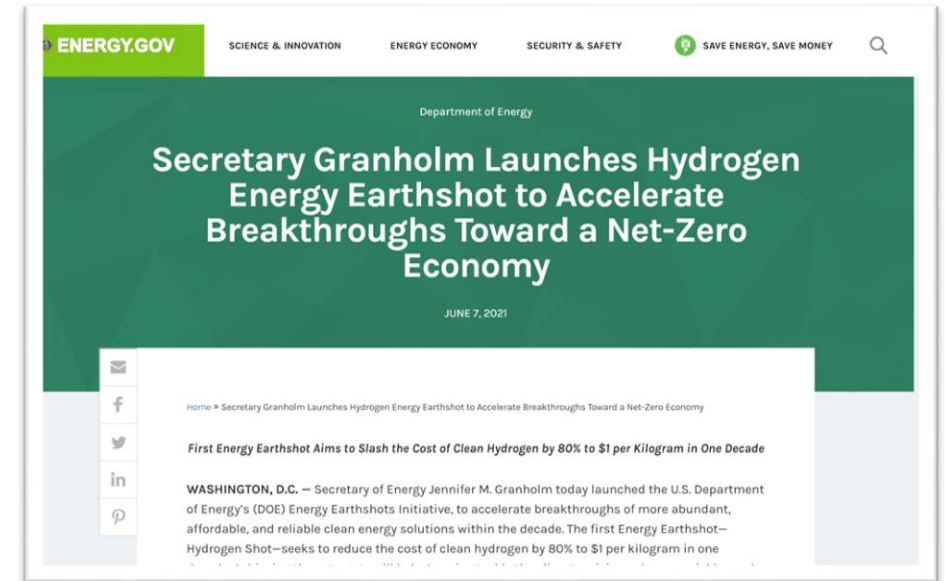 ENERGY.GOV
SCIENCE & INNOVATION
ENERGY ECONOMY
SECURITY & SAFETY
SAVE ENERGY, SAVE MONEY
Department of Energy
Secretary Granholm Launches Hydrogen
Energy Earthshot to Accelerate
Breakthroughs Toward a Net-Zero
Economy
JUNE 7, 2021
Home » Secretary Granholm Launches Hydrogen Energy Earthshot to Accelerate Breakthroughs Toward a Net-Zero Economy
First Energy Earthshot Aims to Slash the Cost of Clean Hydrogen by 80% to $1 per Kilogram in One Decade
WASHINGTON, D.C. — Secretary of Energy Jennifer M. Granholm today launched the U.S. Department
of Energy's (DOE) Energy Earthshots Initiative, to accelerate breakthroughs of more abundant,
affordable, and reliable clean energy solutions within the decade. The first Energy Earthshot—
Hydrogen Shot—seeks to reduce the cost of clean hydrogen by 80% to $1 per kilogram in one